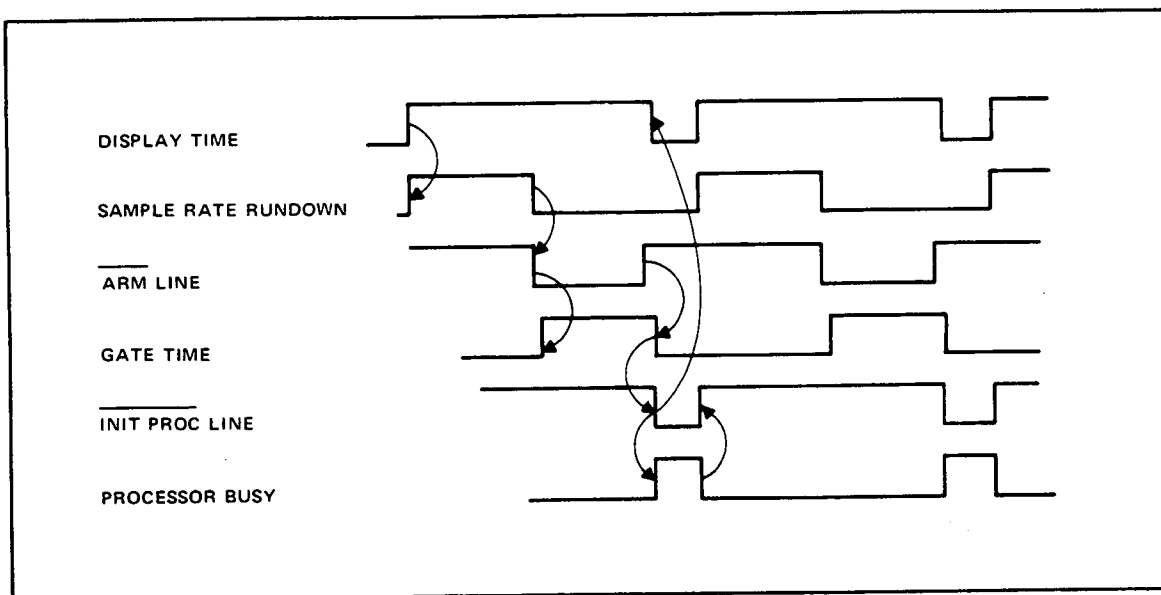 DISPLAY TIME
SAMPLE RATE RUNDOWN
ARM LINE
GATE TIME
INIT PROC LINE
PROCESSOR BUSY